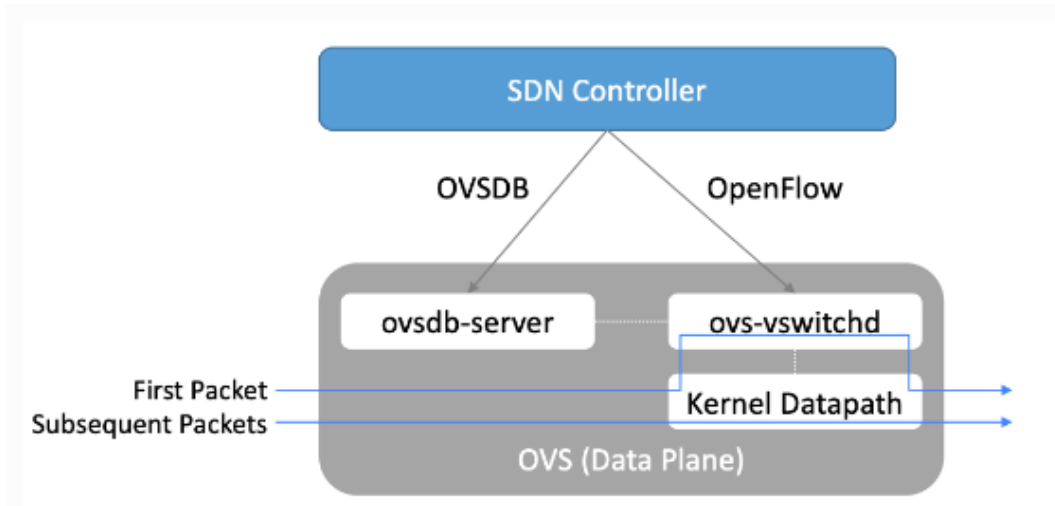 SDN Controller
OVSDB
OpenFlow
ovsdb-server
ovs-vswitchd
First Packet
Kernel Datapath
Subsequent Packets
OVS (Data Plane)